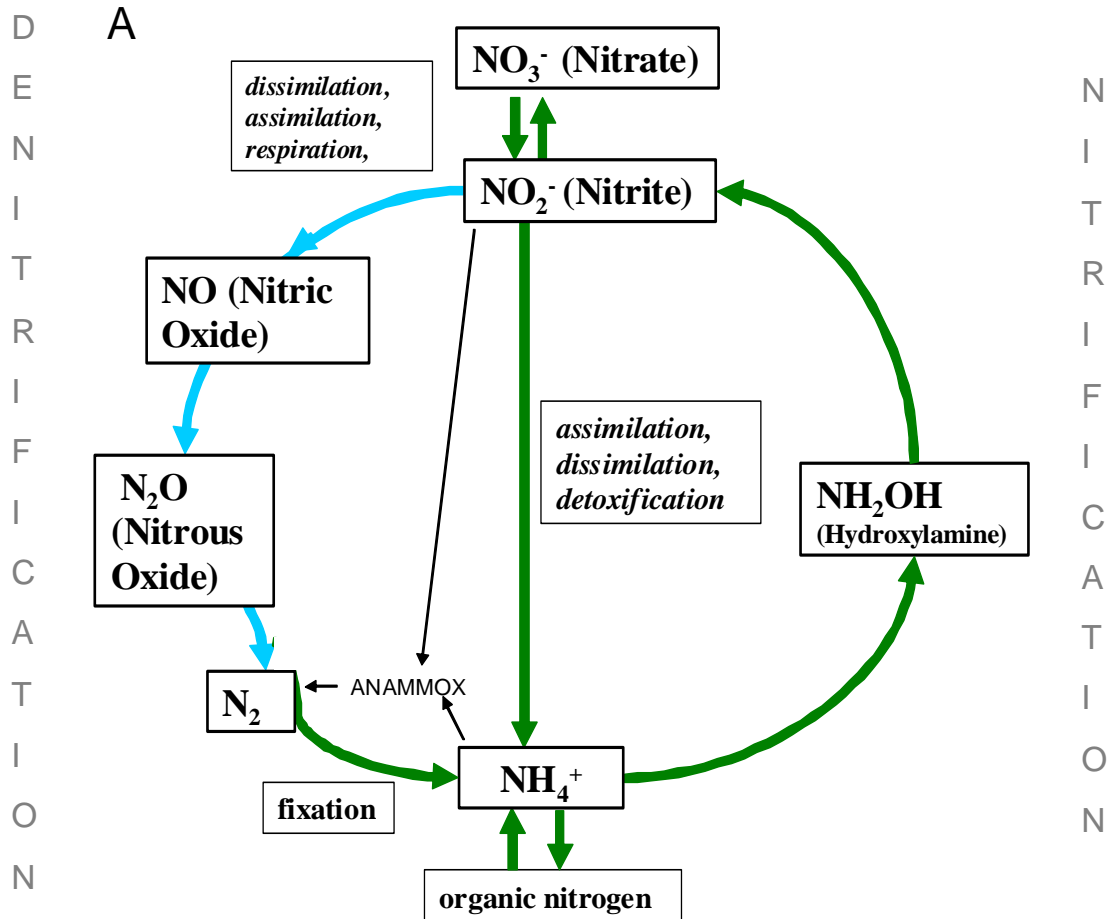 A
DENITRIFICATION
NO₃⁻ (Nitrate)
dissimilation,
assimilation,
respiration,
NO₂⁻ (Nitrite)
NO (Nitric
Oxide)
assimilation,
dissimilation,
detoxification
N₂O
(Nitrous
Oxide)
NH₂OH
(Hydroxylamine)
ANAMMOX
N₂
NH₄⁺
fixation
organic nitrogen
NITRIFICATION